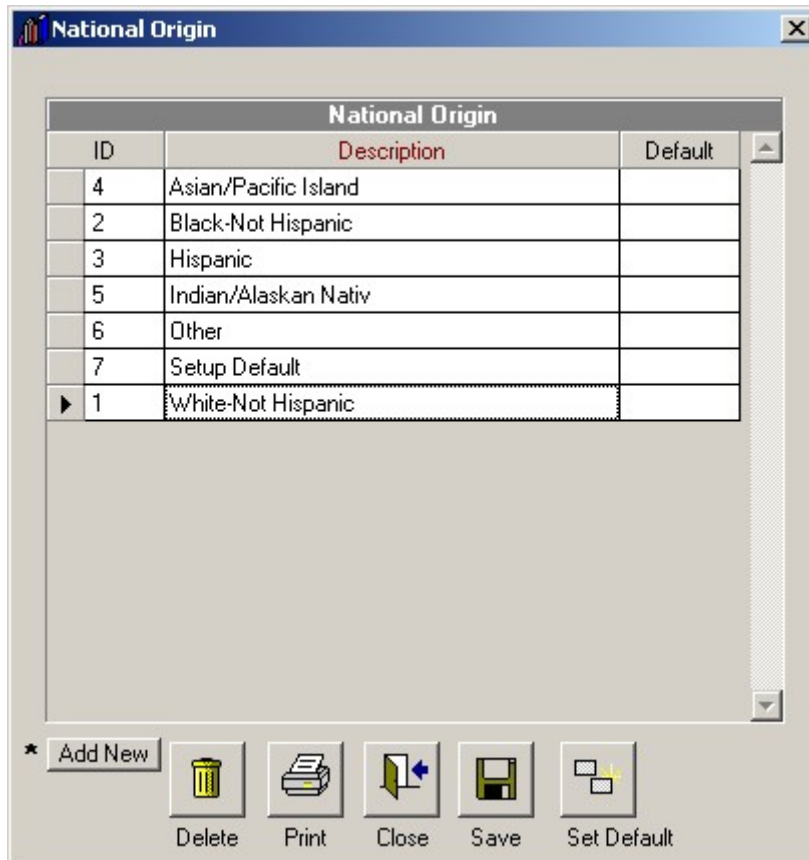 National Origin
National Origin
ID Description Default
4 Asian/Pacific Island
2 Black-Not Hispanic
3 Hispanic
5 Indian/Alaskan Nativ
6 Other
7 Setup Default
1 White-Not Hispanic
* Add New
Delete Print Close Save Set Default